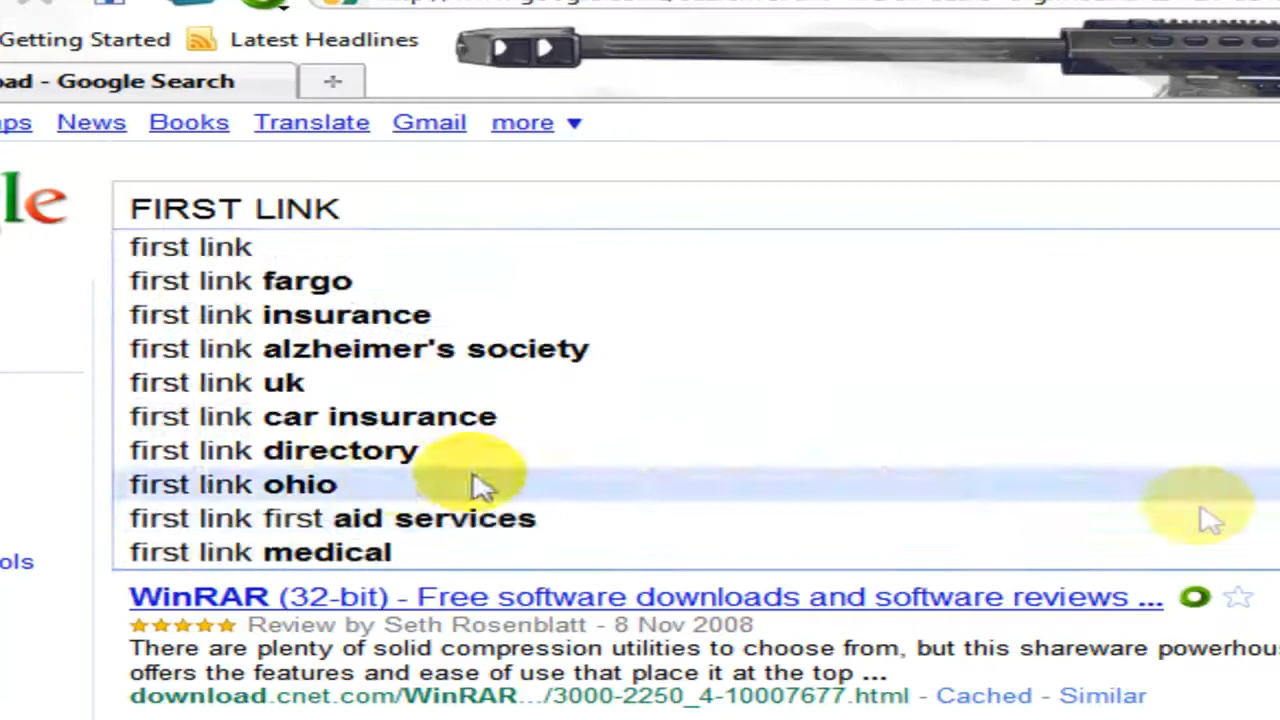 Getting Started Latest Headlines
oad - Google Search
ps News Books Translate Gmail more
le FIRST LINK
first link
first link fargo
first link insurance
first link alzheimer's society
first link uk
first link car insurance
first link directory
first link ohio
first link first aid services
first link medical
ols
WinRAR (32-bit) - Free software downloads and software reviews ...
Review by Seth Rosenblatt - 8 Nov 2008
There are plenty of solid compression utilities to choose from, but this shareware powerhou
offers the features and ease of use that place it at the top ...
download.cnet.com/WinRAR.../3000-2250_4-10007677.html - Cached - Similar